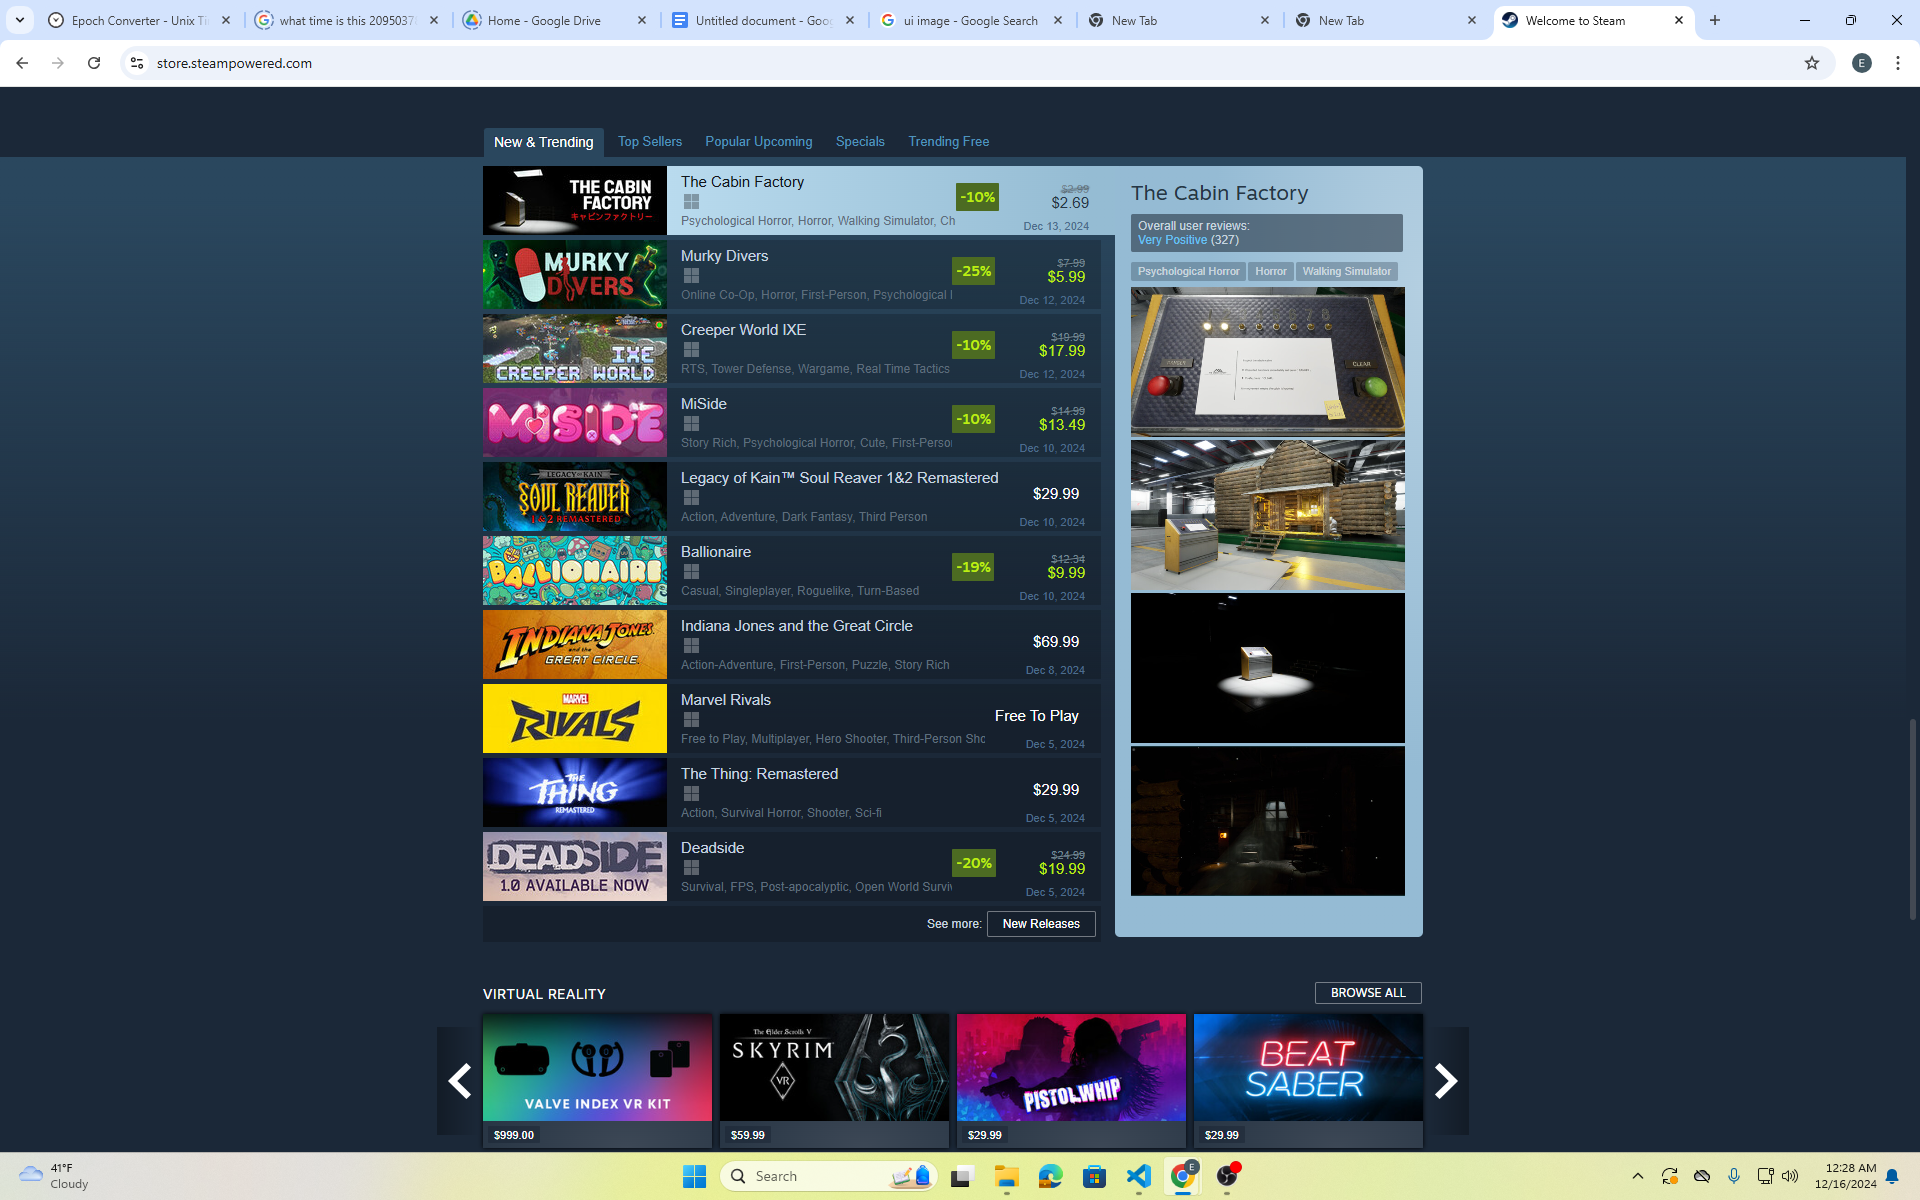 Epoch Converter - Unix Ti
what time is this 2095037
Home - Google Drive
Untitled document - Goo
ui image - Google Search
New Tab
New Tab
Welcome to Steam
store.steampowered.com
E
New & Trending
Top Sellers
Popular Upcoming
Specials
Trending Free
THE CABIN
FACTORY
キャビンファクトリー
The Cabin Factory
-10%
$2.99
$2.69
Psychological Horror, Horror, Walking Simulator, Ch
Dec 13, 2024
MURKY
DIVERS
Murky Divers
-25%
$7.99
$5.99
Online Co-Op, Horror, First-Person, Psychological
Dec 12, 2024
IXE
CREEPER WORLD
Creeper World IXE
-10%
$19.99
$17.99
RTS, Tower Defense, Wargame, Real Time Tactics
Dec 12, 2024
MISIDE
MiSide
-10%
$14.99
$13.49
Story Rich, Psychological Horror, Cute, First-Person
Dec 10, 2024
LEGACY OF KAIN
SOUL REAVER
1&2 REMASTERED
Legacy of Kain™ Soul Reaver 1&2 Remastered
$29.99
Action, Adventure, Dark Fantasy, Third Person
Dec 10, 2024
BALLIONAIRE
Ballionaire
-19%
$12.34
$9.99
Casual, Singleplayer, Roguelike, Turn-Based
Dec 10, 2024
INDIANA JONES
and the
GREAT CIRCLE
Indiana Jones and the Great Circle
$69.99
Action-Adventure, First-Person, Puzzle, Story Rich
Dec 8, 2024
MARVEL
RIVALS
Marvel Rivals
Free To Play
Free to Play, Multiplayer, Hero Shooter, Third-Person Sho
Dec 5, 2024
THE
THING
REMASTERED
The Thing: Remastered
$29.99
Action, Survival Horror, Shooter, Sci-fi
Dec 5, 2024
DEADSIDE
1.0 AVAILABLE NOW
Deadside
-20%
$24.99
$19.99
Survival, FPS, Post-apocalyptic, Open World Surviv
Dec 5, 2024
See more:
New Releases
The Cabin Factory
Overall user reviews:
Very Positive (327)
Psychological Horror
Horror
Walking Simulator
CLEAR
VIRTUAL REALITY
BROWSE ALL
VALVE INDEX VR KIT
$999.00
The Elder Scrolls V
SKYRIM
VR
$59.99
PISTOLWHIP
$29.99
BEAT
SABER
$29.99
41°F
Cloudy
Search
E
12:28 AM
12/16/2024